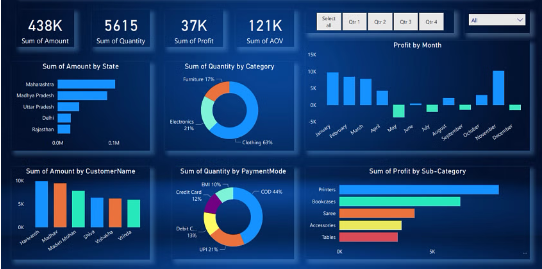 438K
Sum of Amount
5615
Sum of Quantity
37K
Sum of Profit
121K
Sum of AOV
Select all
Qtr 1
Qtr 2
Qtr 3
Qtr 4
All
Sum of Amount by State
Maharashtra
Madhya Pradesh
Uttar Pradesh
Delhi
Rajasthan
0.0M
0.1M
Sum of Quantity by Category
Furniture 17%
Electronics
21%
Clothing 63%
Profit by Month
15K
10K
5K
0K
-5K
January
February
March
April
May
June
July
August
September
October
November
December
Sum of Amount by CustomerName
10K
5K
0K
Harivansh
Madhav
Madan Mohan
Shiva
Vishakha
Vrinda
Sum of Quantity by PaymentMode
EMI 10%
Credit Card
12%
Debit C...
13%
UPI 21%
COD 44%
Sum of Profit by Sub-Category
Printers
Bookcases
Saree
Accessories
Tables
0K
5K
...